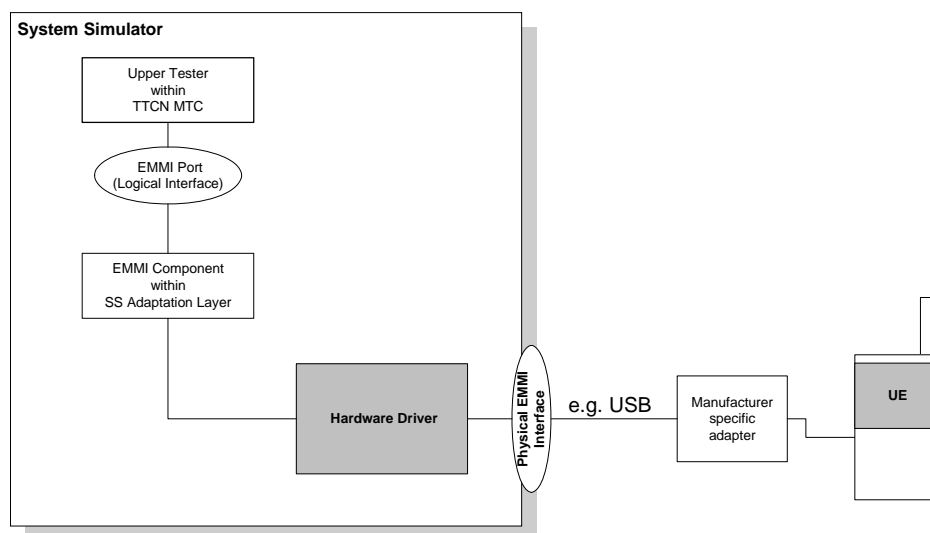 System Simulator
Upper Tester
within
TTCN MTC
EMMI Port
(Logical Interface)
EMMI Component
within
SS Adaptation Layer
Hardware Driver
Physical EMMI
Interface
e.g. USB
Manufacturer
specific
adapter
UE